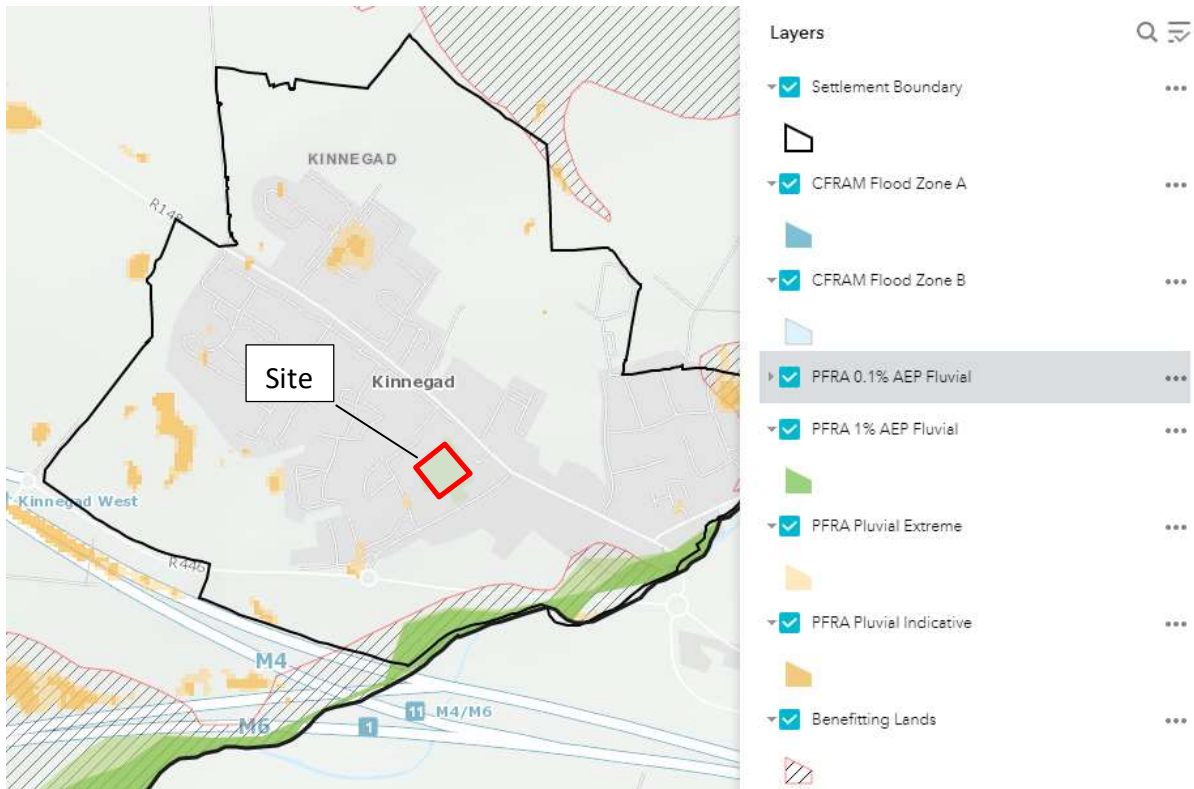 KINNEGAD
R148
Site
Kinnegad
Kinnegad West
R446
M4
M6
1
11 M4/M6
Layers
Settlement Boundary
CFRAM Flood Zone A
CFRAM Flood Zone B
PFRA 0.1% AEP Fluvial
PFRA 1% AEP Fluvial
PFRA Pluvial Extreme
PFRA Pluvial Indicative
Benefitting Lands